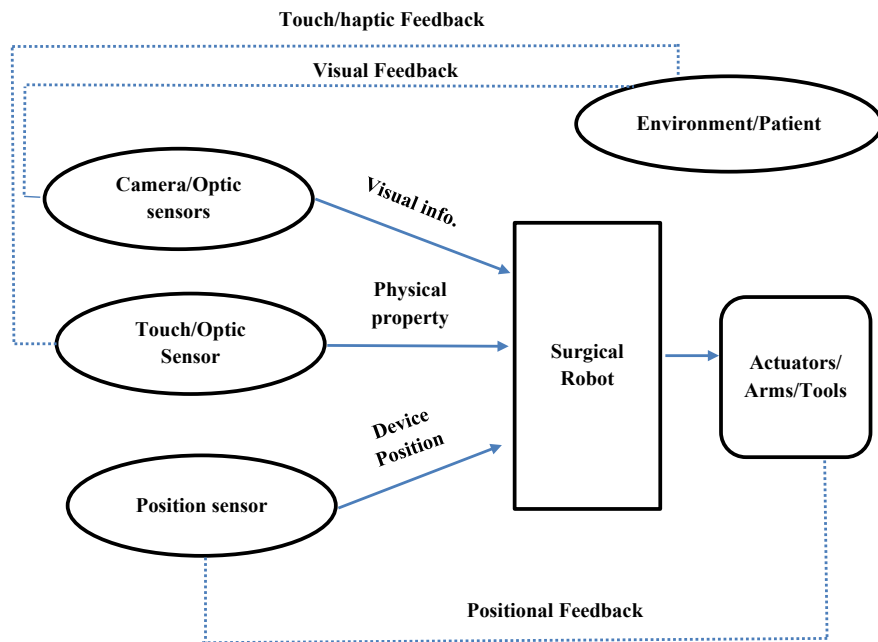 Touch/haptic Feedback
Visual Feedback
Environment/Patient
Camera/Optic
sensors
Visual info.
Physical
property
Touch/Optic
Sensor
Surgical
Robot
Actuators/
Arms/Tools
Device
Position
Position sensor
Positional Feedback